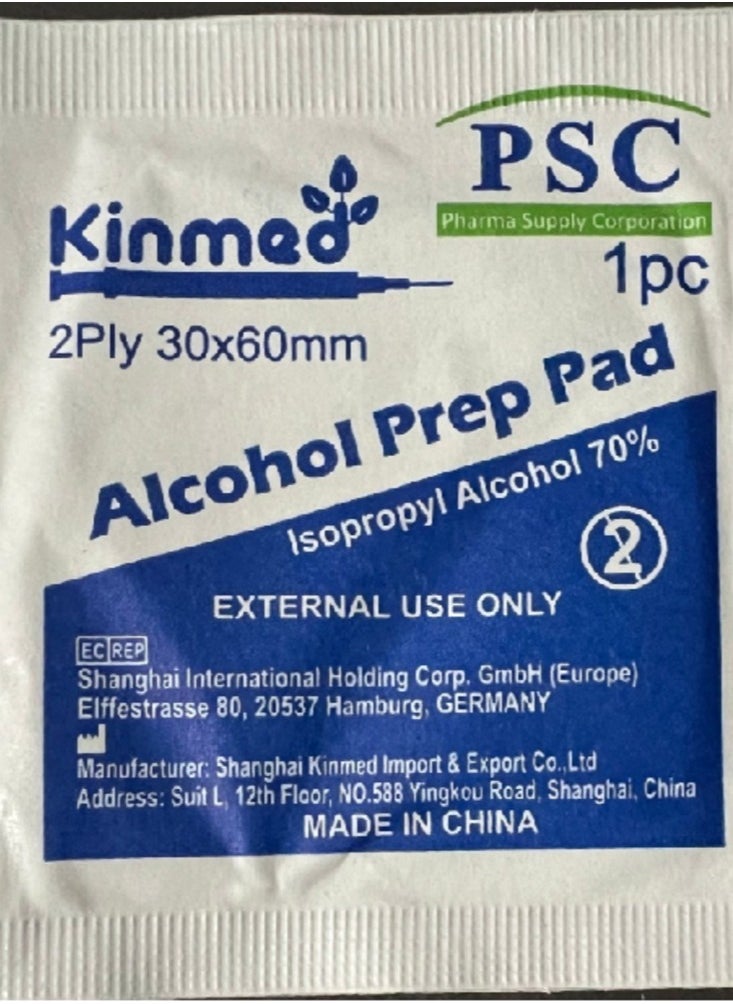 PSC
Pharma Supply Corporation
Kinmed
1pc
2Ply 30x60mm
Alcohol Prep Pad
Isopropyl Alcohol 70%
2
EXTERNAL USE ONLY
EC REP
Shanghai International Holding Corp. GmbH (Europe)
Elffestrasse 80, 20537 Hamburg, GERMANY
Manufacturer: Shanghai Kinmed Import & Export Co.,Ltd
Address: Suit L, 12th Floor, NO.588 Yingkou Road, Shanghai, China
MADE IN CHINA